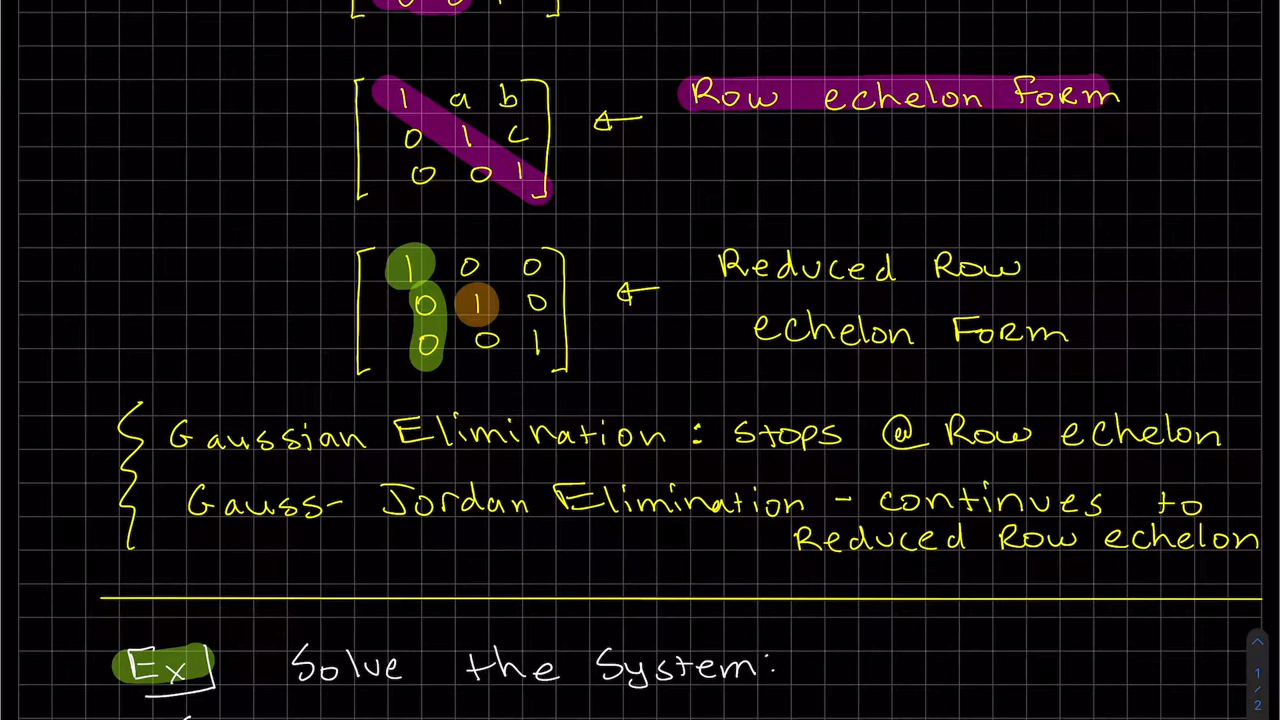 1 a b
0 1 c
0 0 1
← Row echelon form
1 0 0
0 1 0
0 0 1
← Reduced Row
echelon Form
Gaussian Elimination : stops @ Row echelon
Gauss- Jordan Elimination - continues to
Reduced Row echelon
Ex Solve the System:
1/2